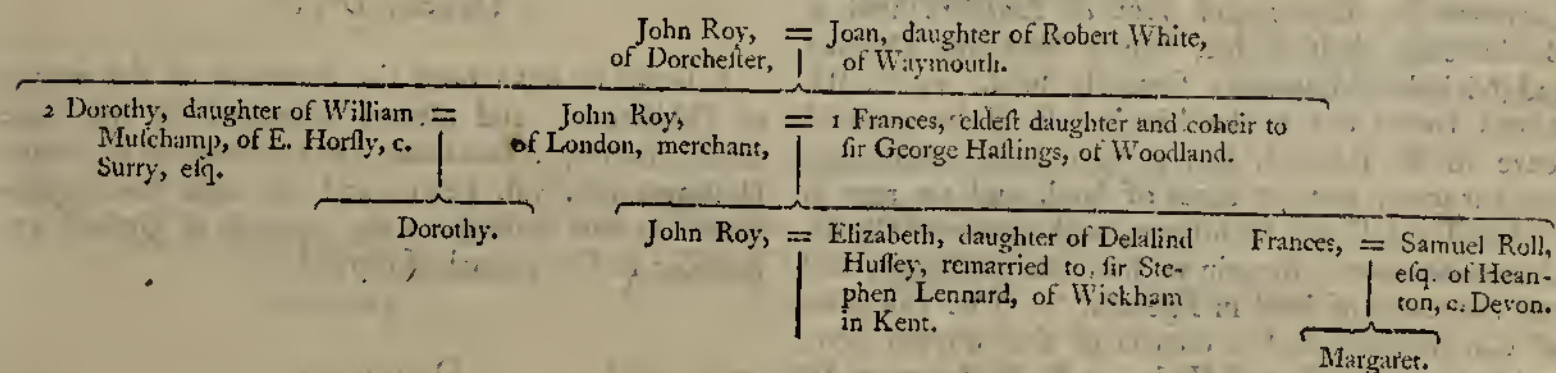 John Roy, = Joan, daughter of Robert White,
of Dorcheſter, of Waymouth.
2 Dorothy, daughter of William = John Roy, = 1 Frances, eldeſt daughter and coheir to
Muſchamp, of E. Horſly, c. of London, merchant, ſir George Haſtings, of Woodland.
Surry, eſq.
Dorothy. John Roy, = Elizabeth, daughter of Delalind Frances, = Samuel Roll,
Huſſey, remarried to ſir Ste- eſq. of Hean-
phen Lennard, of Wickham ton, c. Devon.
in Kent.
Margaret.